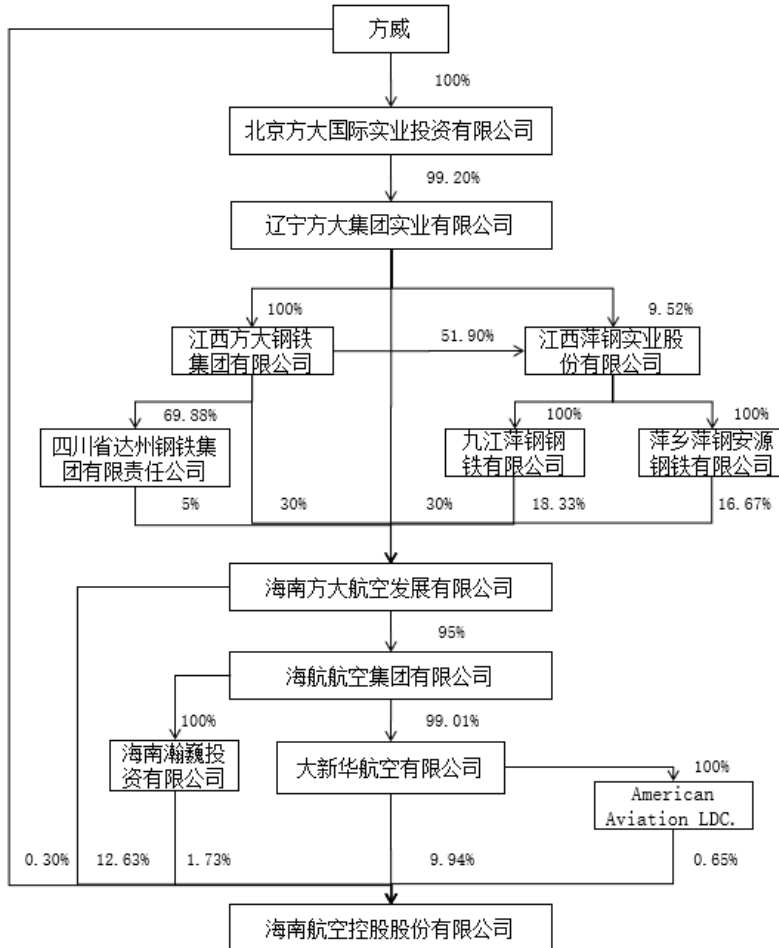 方威
100%
北京方大国际实业投资有限公司
99.20%
辽宁方大集团实业有限公司
100%
9.52%
江西方大钢铁
集团有限公司
51.90%
江西萍钢实业股
份有限公司
69.88%
100%
100%
四川省达州钢铁集
团有限责任公司
九江萍钢钢
铁有限公司
萍乡萍钢安源
钢铁有限公司
5%
30%
30%
18.33%
16.67%
海南方大航空发展有限公司
95%
海航航空集团有限公司
100%
99.01%
海南瀚巍投
资有限公司
大新华航空有限公司
100%
American
Aviation LDC.
0.30%
12.63%
1.73%
9.94%
0.65%
海南航空控股股份有限公司